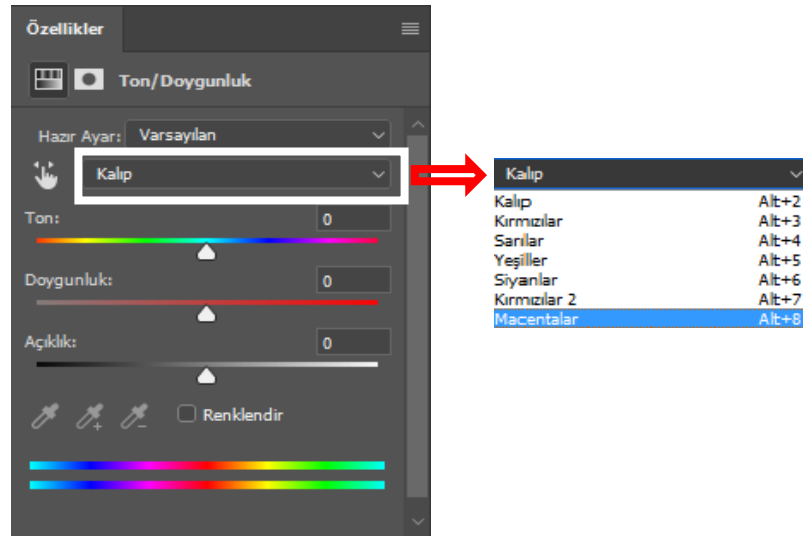 Özellikler
Ton/Doygunluk
Hazır Ayar: Varsayılan
Kalıp
Ton: 0
Doygunluk: 0
Açıklık: 0
Renklendir
Kalıp
Kalıp Alt+2
Kırmızılar Alt+3
Sarılar Alt+4
Yeşiller Alt+5
Siyanlar Alt+6
Kırmızılar 2 Alt+7
Macentalar Alt+8